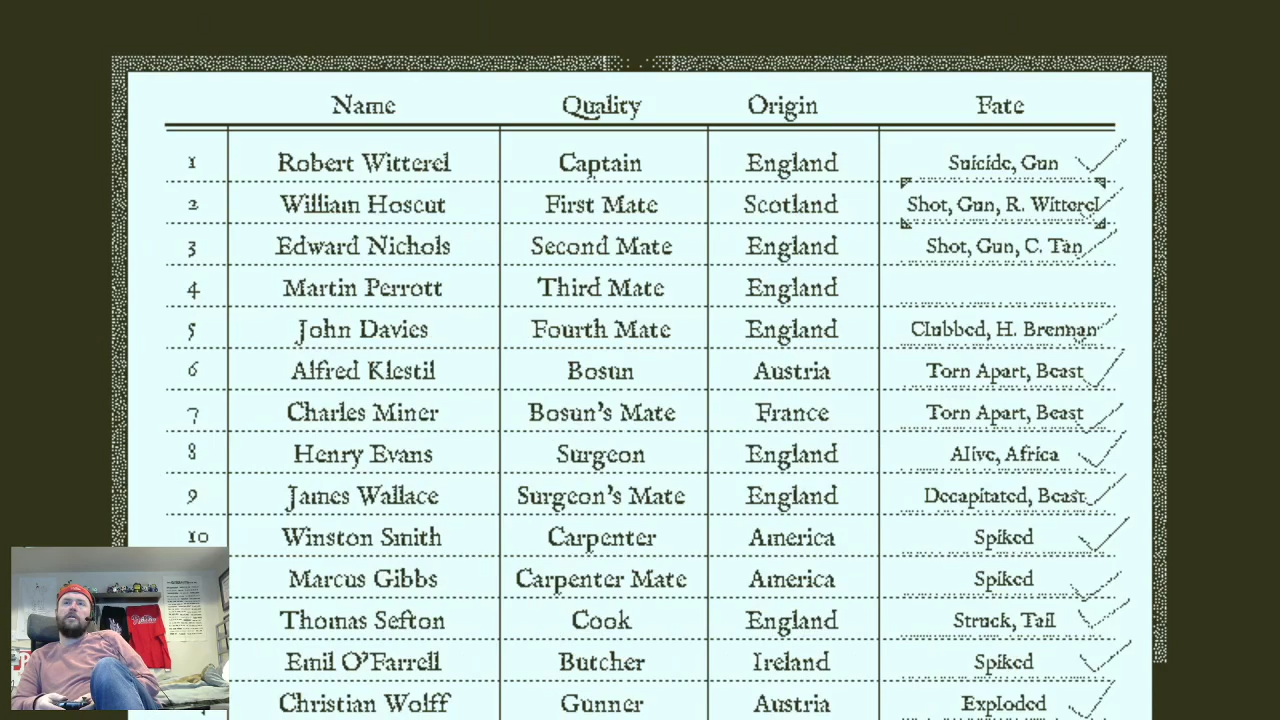 Name Quality Origin Fate
1 Robert Witterel Captain England Suicide, Gun
2 William Hoscut First Mate Scotland Shot, Gun, R. Witterel
3 Edward Nichols Second Mate England Shot, Gun, C. Tan
4 Martin Perrott Third Mate England
5 John Davies Fourth Mate England Clubbed, H. Brennan
6 Alfred Klestil Bosun Austria Torn Apart, Beast
7 Charles Miner Bosun's Mate France Torn Apart, Beast
8 Henry Evans Surgeon England Alive, Africa
9 James Wallace Surgeon's Mate England Decapitated, Beast
10 Winston Smith Carpenter America Spiked
Marcus Gibbs Carpenter Mate America Spiked
Thomas Sefton Cook England Struck, Tail
Emil O'Farrell Butcher Ireland Spiked
Christian Wolff Gunner Austria Exploded